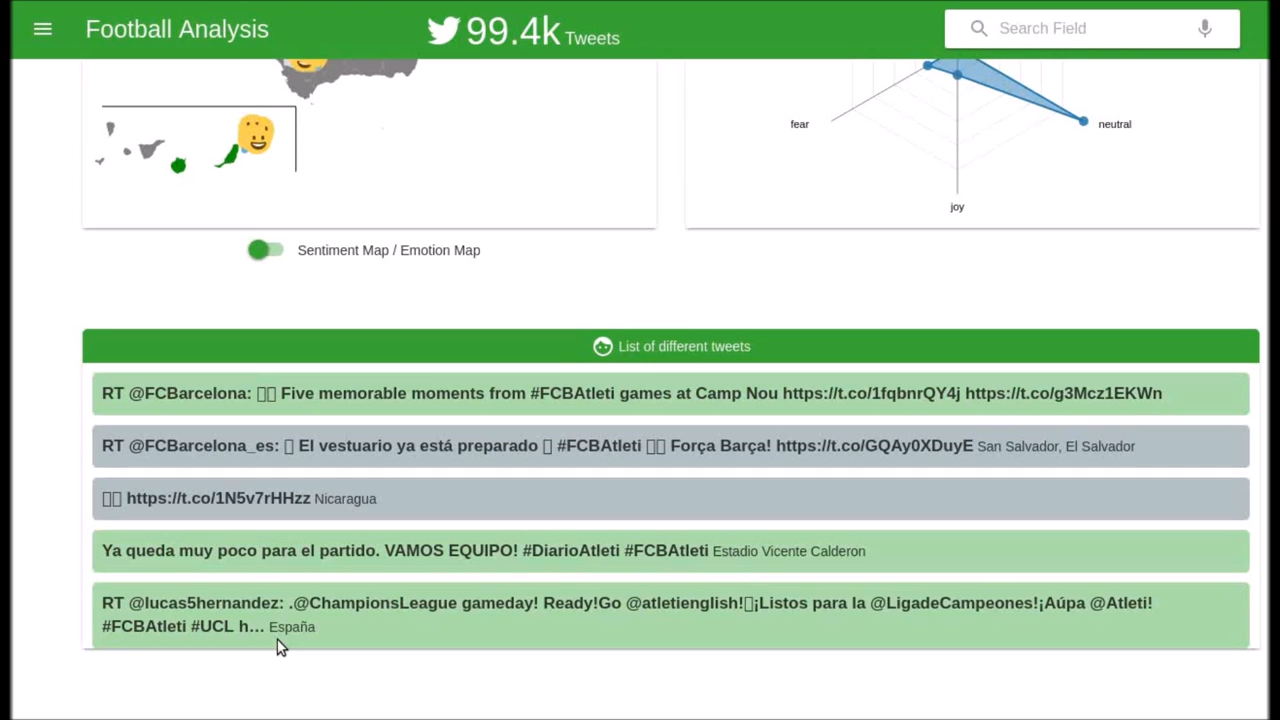 Football Analysis
99.4k Tweets
Search Field
fear
neutral
joy
Sentiment Map / Emotion Map
List of different tweets
RT @FCBarcelona: Five memorable moments from #FCBAtleti games at Camp Nou https://t.co/1fqbnrQY4j https://t.co/g3Mcz1EKWn
RT @FCBarcelona_es: El vestuario ya está preparado #FCBAtleti Força Barça! https://t.co/GQAy0XDuyE San Salvador, El Salvador
https://t.co/1N5v7rHHzz Nicaragua
Ya queda muy poco para el partido. VAMOS EQUIPO! #DiarioAtleti #FCBAtleti Estadio Vicente Calderon
RT @lucas5hernandez: .@ChampionsLeague gameday! Ready!Go @atletienglish!¡Listos para la @LigadeCampeones!¡Aúpa @Atleti!
#FCBAtleti #UCL h… España